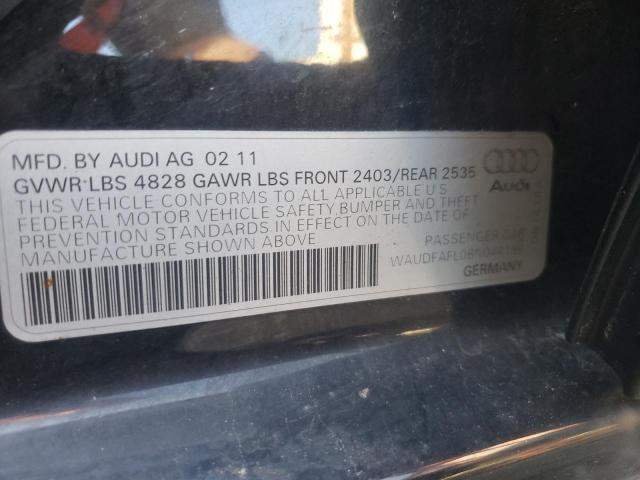 MFD. BY AUDI AG 02 11
GVWR LBS 4828 GAWR LBS FRONT 2403/REAR 2535
THIS VEHICLE CONFORMS TO ALL APPLICABLE U S
FEDERAL MOTOR VEHICLE SAFETY, BUMPER AND THEFT
PREVENTION STANDARDS IN EFFECT ON THE DATE OF
MANUFACTURE SHOWN ABOVE
Audi
PASSENGER CAR
GERMANY